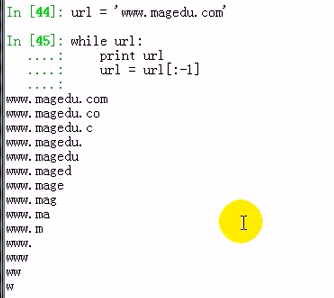 In [44]: url = 'www.magedu.com'
In [45]: while url:
   ....:     print url
   ....:     url = url[:-1]
   ....:
www.magedu.com
www.magedu.co
www.magedu.c
www.magedu.
www.magedu
www.maged
www.mage
www.mag
www.ma
www.m
www.
www
ww
w